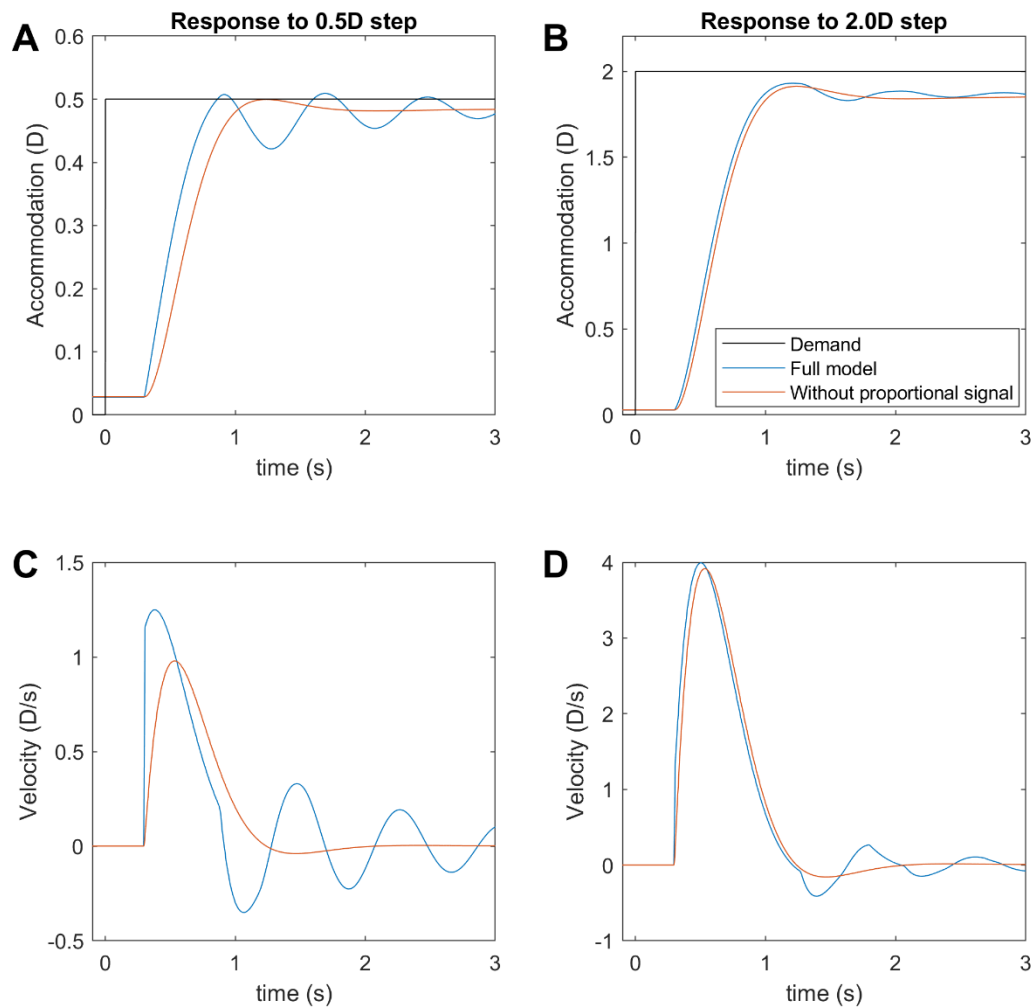 A
Response to 0.5D step
0.6
0.5
0.4
0.3
0.2
0.1
0
Accommodation (D)
0
1
2
3
time (s)
B
Response to 2.0D step
2
1.5
1
0.5
0
Accommodation (D)
Demand
Full model
Without proportional signal
0
1
2
3
time (s)
C
1.5
1
0.5
0
-0.5
Velocity (D/s)
0
1
2
3
time (s)
D
4
3
2
1
0
-1
Velocity (D/s)
0
1
2
3
time (s)